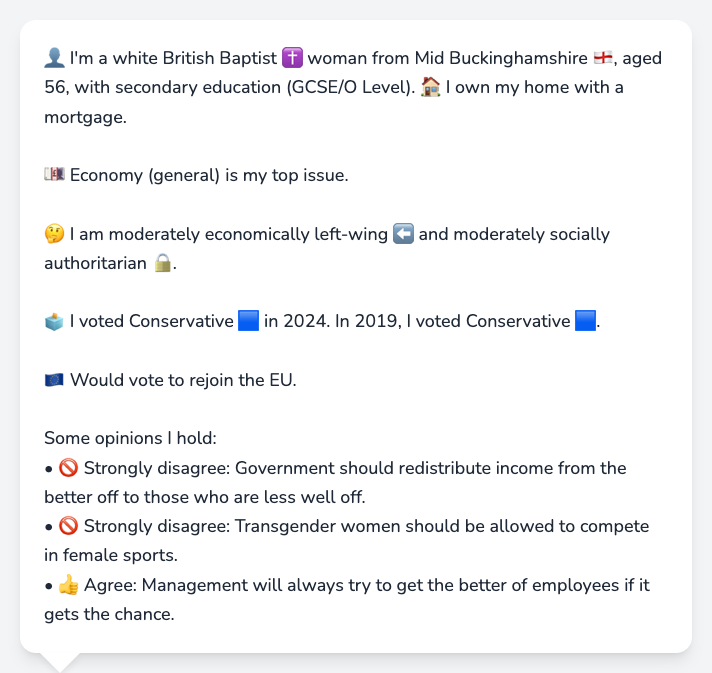 👤 I'm a white British Baptist ✝️ woman from Mid Buckinghamshire 🏴󠁧󠁢󠁥󠁮󠁧󠁿, aged
56, with secondary education (GCSE/O Level). 🏠 I own my home with a
mortgage.
💷 Economy (general) is my top issue.
🤔 I am moderately economically left-wing ⬅️ and moderately socially
authoritarian 🔒.
🗳️ I voted Conservative 🟦 in 2024. In 2019, I voted Conservative 🟦.
🇪🇺 Would vote to rejoin the EU.
Some opinions I hold:
• 🚫 Strongly disagree: Government should redistribute income from the
better off to those who are less well off.
• 🚫 Strongly disagree: Transgender women should be allowed to compete
in female sports.
• 👍 Agree: Management will always try to get the better of employees if it
gets the chance.